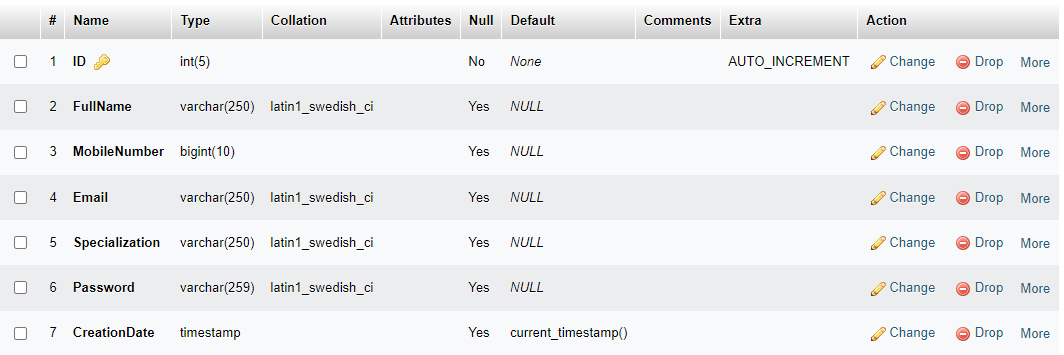 # Name Type Collation Attributes Null Default Comments Extra Action
1 ID int(5) No None AUTO_INCREMENT Change Drop More
2 FullName varchar(250) latin1_swedish_ci Yes NULL Change Drop More
3 MobileNumber bigint(10) Yes NULL Change Drop More
4 Email varchar(250) latin1_swedish_ci Yes NULL Change Drop More
5 Specialization varchar(250) latin1_swedish_ci Yes NULL Change Drop More
6 Password varchar(259) latin1_swedish_ci Yes NULL Change Drop More
7 CreationDate timestamp Yes current_timestamp() Change Drop More